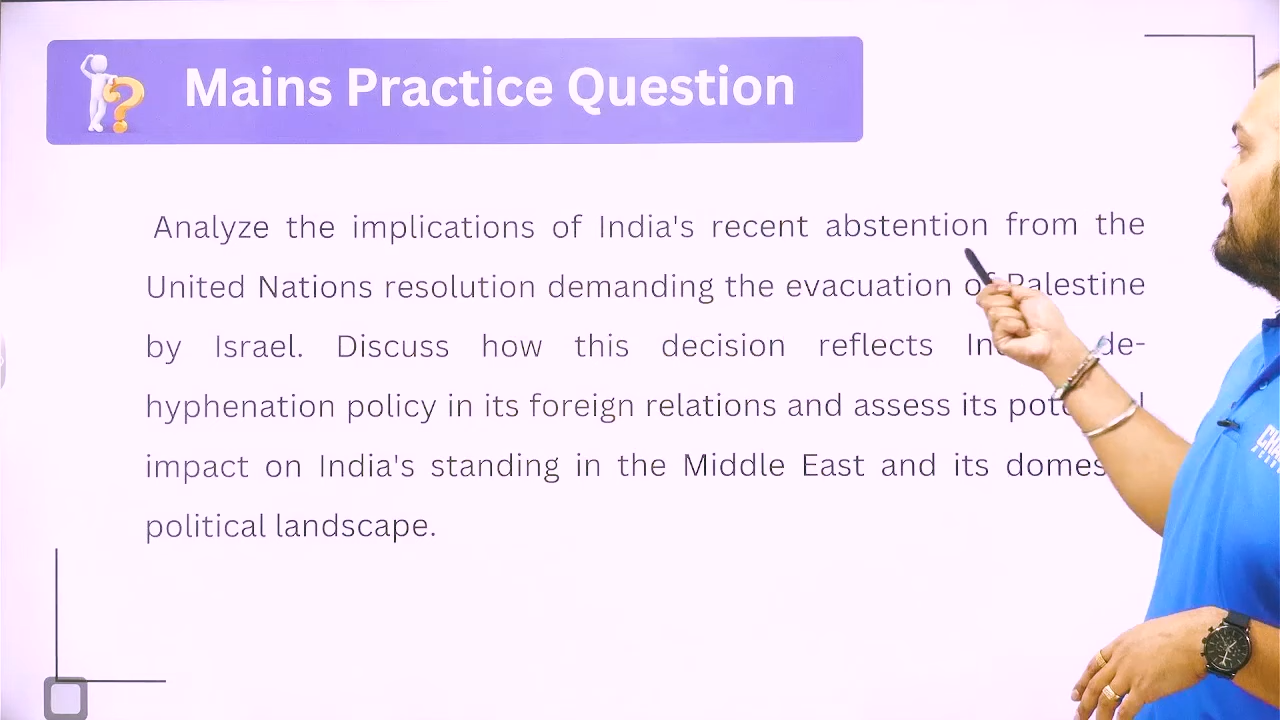 Mains Practice Question
Analyze the implications of India's recent abstention from the
United Nations resolution demanding the evacuation of Palestine
by Israel. Discuss how this decision reflects de-
hyphenation policy in its foreign relations and assess its
impact on India's standing in the Middle East and its
political landscape.